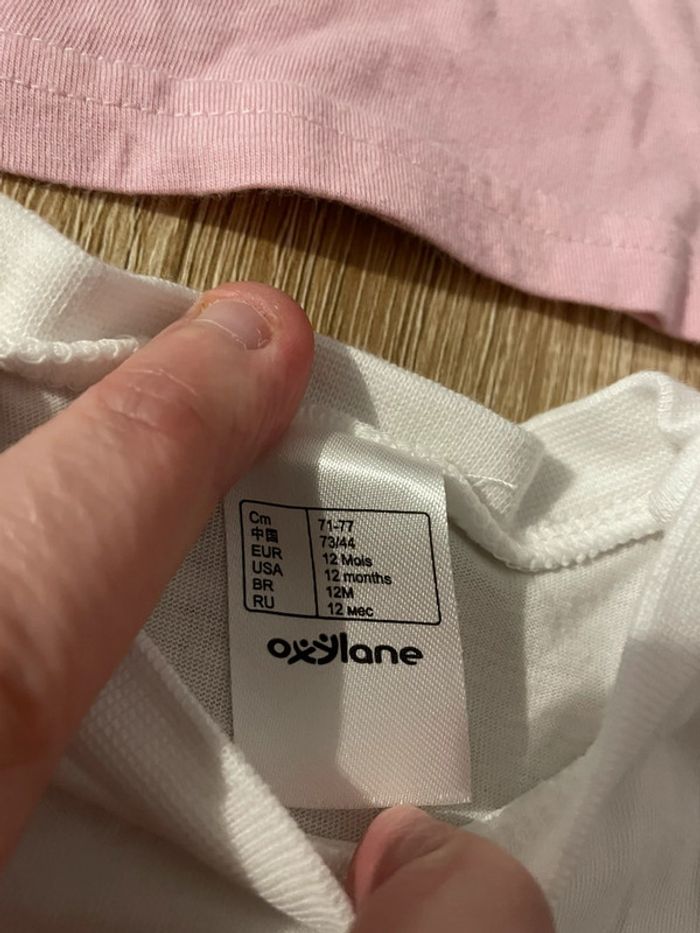 Cm 71-77
中国 73/44
EUR 12 Mois
USA 12 months
BR 12M
RU 12 мес
oxylane